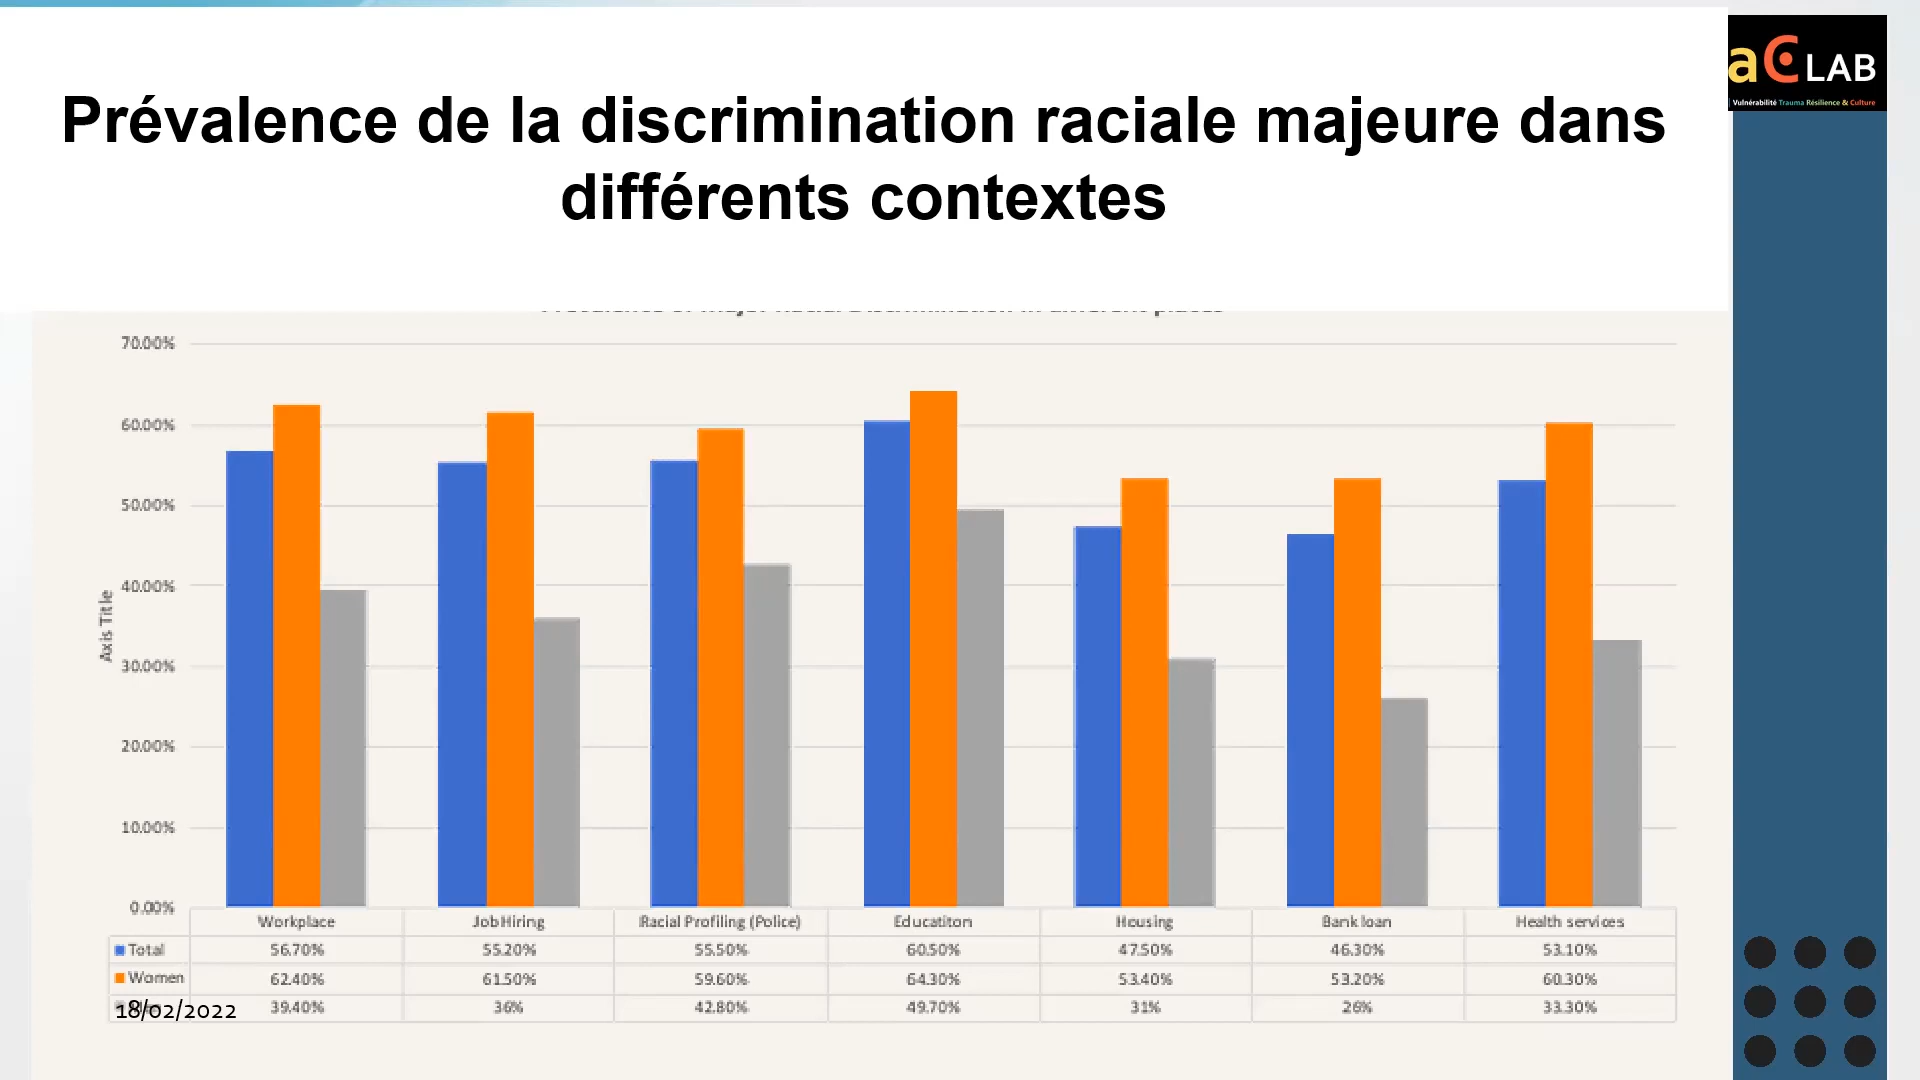 Prévalence de la discrimination raciale majeure dans
différents contextes
aC LAB
Vulnérabilité Trauma Résilience & Culture
70.00%
60.00%
50.00%
40.00%
30.00%
20.00%
10.00%
0.00%
Axis Title
Workplace Job Hiring Racial Profiling (Police) Educatiton Housing Bank loan Health services
Total 56.70% 55.20% 55.50% 60.50% 47.50% 46.30% 53.10%
Women 62.40% 61.50% 59.60% 64.30% 53.40% 53.20% 60.30%
39.40% 36% 42.80% 49.70% 31% 26% 33.30%
18/02/2022